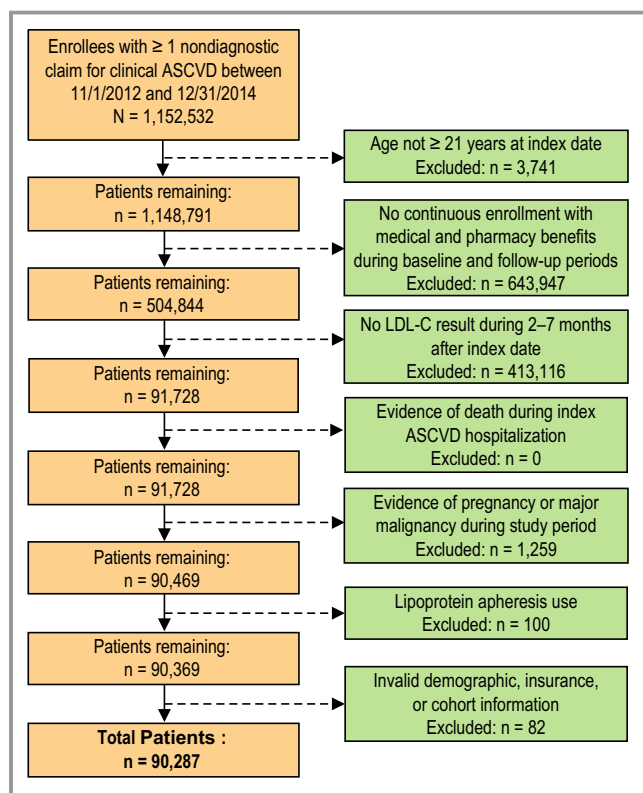 Enrollees with ≥ 1 nondiagnostic
claim for clinical ASCVD between
11/1/2012 and 12/31/2014
N = 1,152,532
Age not ≥ 21 years at index date
Excluded: n = 3,741
Patients remaining:
n = 1,148,791
No continuous enrollment with
medical and pharmacy benefits
during baseline and follow-up periods
Excluded: n = 643,947
Patients remaining:
n = 504,844
No LDL-C result during 2–7 months
after index date
Excluded: n = 413,116
Patients remaining:
n = 91,728
Evidence of death during index
ASCVD hospitalization
Excluded: n = 0
Patients remaining:
n = 91,728
Evidence of pregnancy or major
malignancy during study period
Excluded: n = 1,259
Patients remaining:
n = 90,469
Lipoprotein apheresis use
Excluded: n = 100
Patients remaining:
n = 90,369
Invalid demographic, insurance,
or cohort information
Excluded: n = 82
Total Patients :
n = 90,287